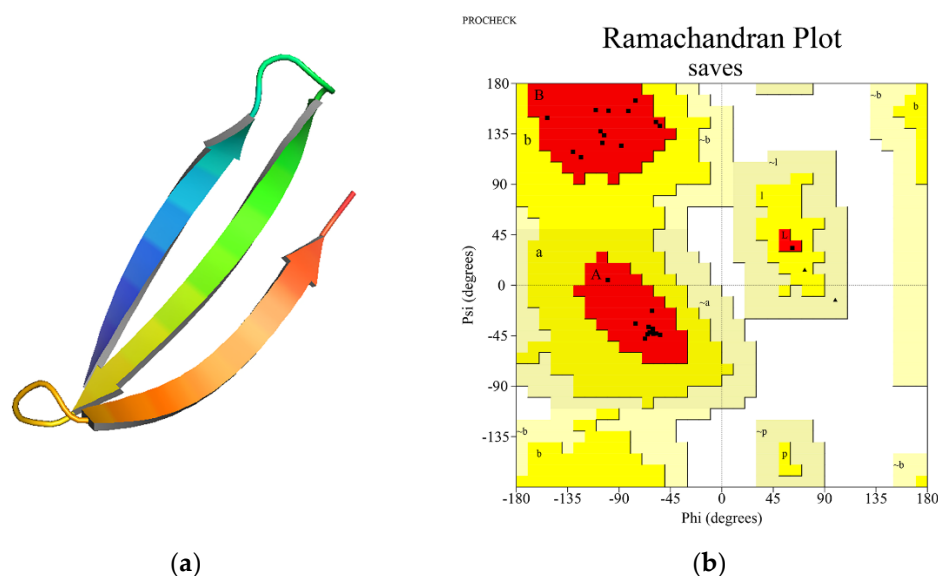 PROCHECK
Ramachandran Plot
saves
180
135
90
45
0
-45
-90
-135
Psi (degrees)
B
b
~b
~b
b
~l
l
L
a
A
~a
~b
b
~p
p
~b
-180
-135
-90
-45
0
45
90
135
180
Phi (degrees)
(a)
(b)